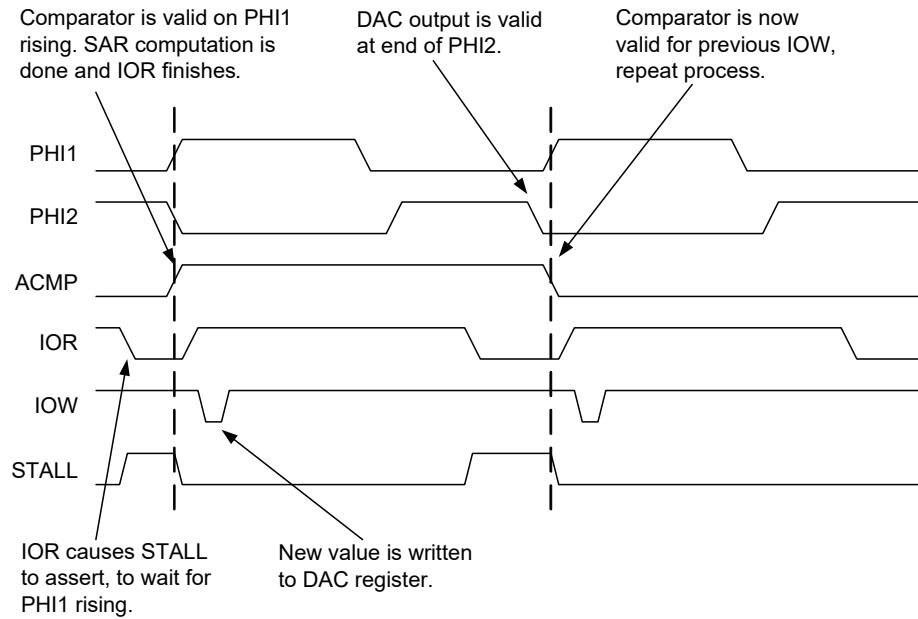 Comparator is valid on PHI1
rising. SAR computation is
done and IOR finishes.
DAC output is valid
at end of PHI2.
Comparator is now
valid for previous IOW,
repeat process.
PHI1
PHI2
ACMP
IOR
IOW
STALL
IOR causes STALL
to assert, to wait for
PHI1 rising.
New value is written
to DAC register.